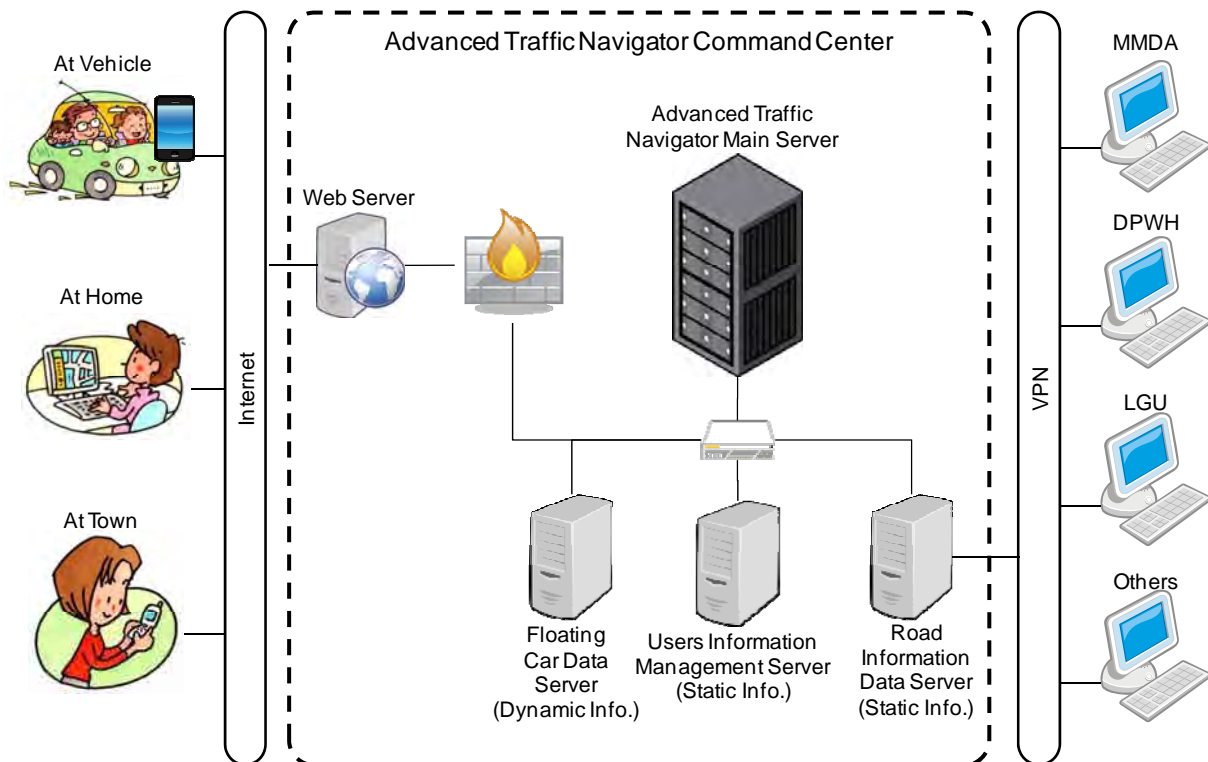 Advanced Traffic Navigator Command Center
At Vehicle
At Home
At Town
Internet
Web Server
Advanced Traffic
Navigator Main Server
Floating
Car Data
Server
(Dynamic Info.)
Users Information
Management Server
(Static Info.)
Road
Information
Data Server
(Static Info.)
VPN
MMDA
DPWH
LGU
Others